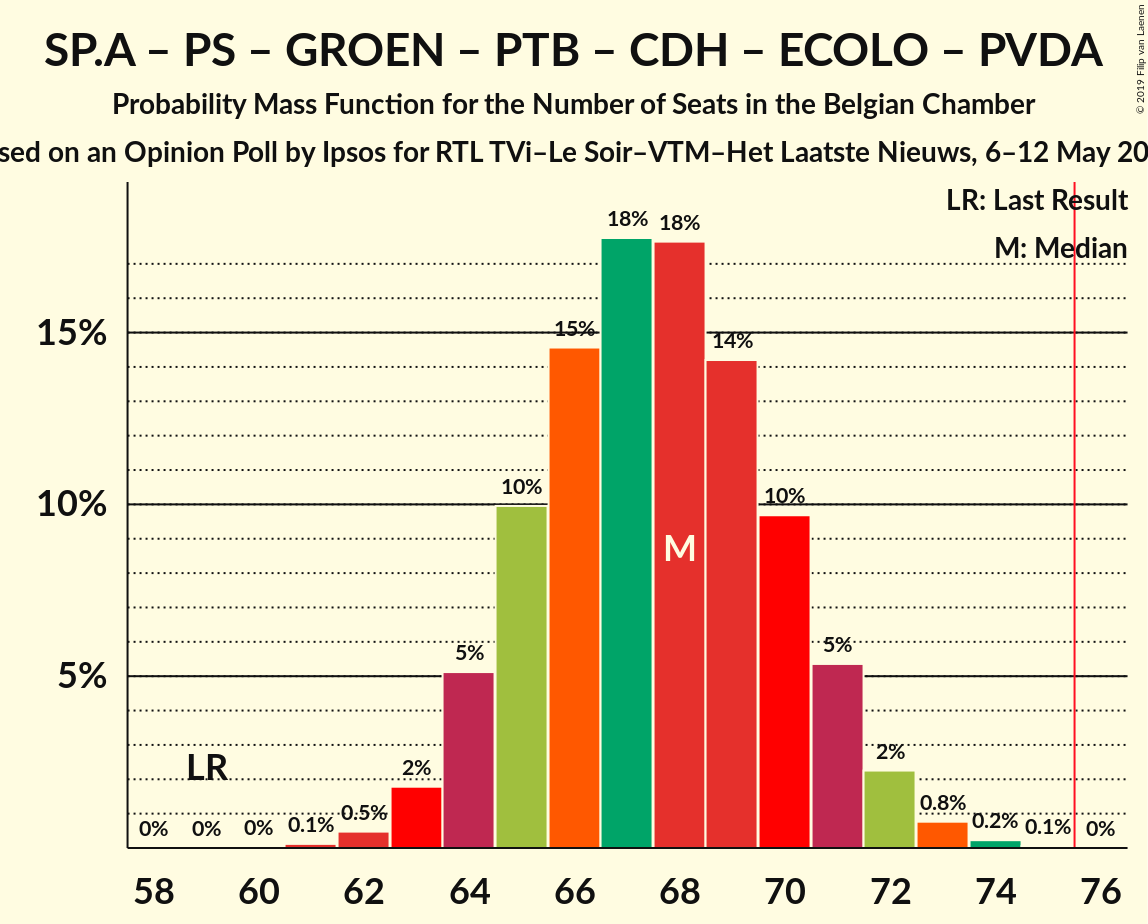 SP.A – PS – GROEN – PTB – CDH – ECOLO – PVDA
Probability Mass Function for the Number of Seats in the Belgian Chamber
sed on an Opinion Poll by Ipsos for RTL TVi–Le Soir–VTM–Het Laatste Nieuws, 6–12 May 20
© 2019 Filip van Laenen
LR: Last Result
M: Median
15%
10%
5%
0% 0% 0% 0.1% 0.5% 2% 5% 10% 15% 18% 18% 14% 10% 5% 2% 0.8% 0.2% 0.1% 0%
LR
M
58 60 62 64 66 68 70 72 74 76